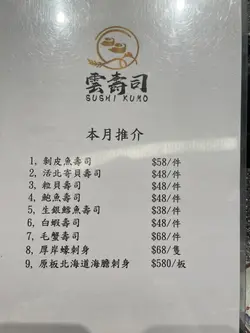 雲壽司
SUSHI KUMO
本月推介
1, 剝皮魚壽司 $58/件
2. 活北寄貝壽司 $48/件
3, 粒貝壽司 $48/件
4, 鮑魚壽司 $48/件
5, 生銀鱈魚壽司 $38/件
6, 白蝦壽司 $48/件
7, 毛蟹壽司 $68/件
8, 厚岸蠔刺身 $68/隻
9, 原板北海道海膽刺身 $580/板